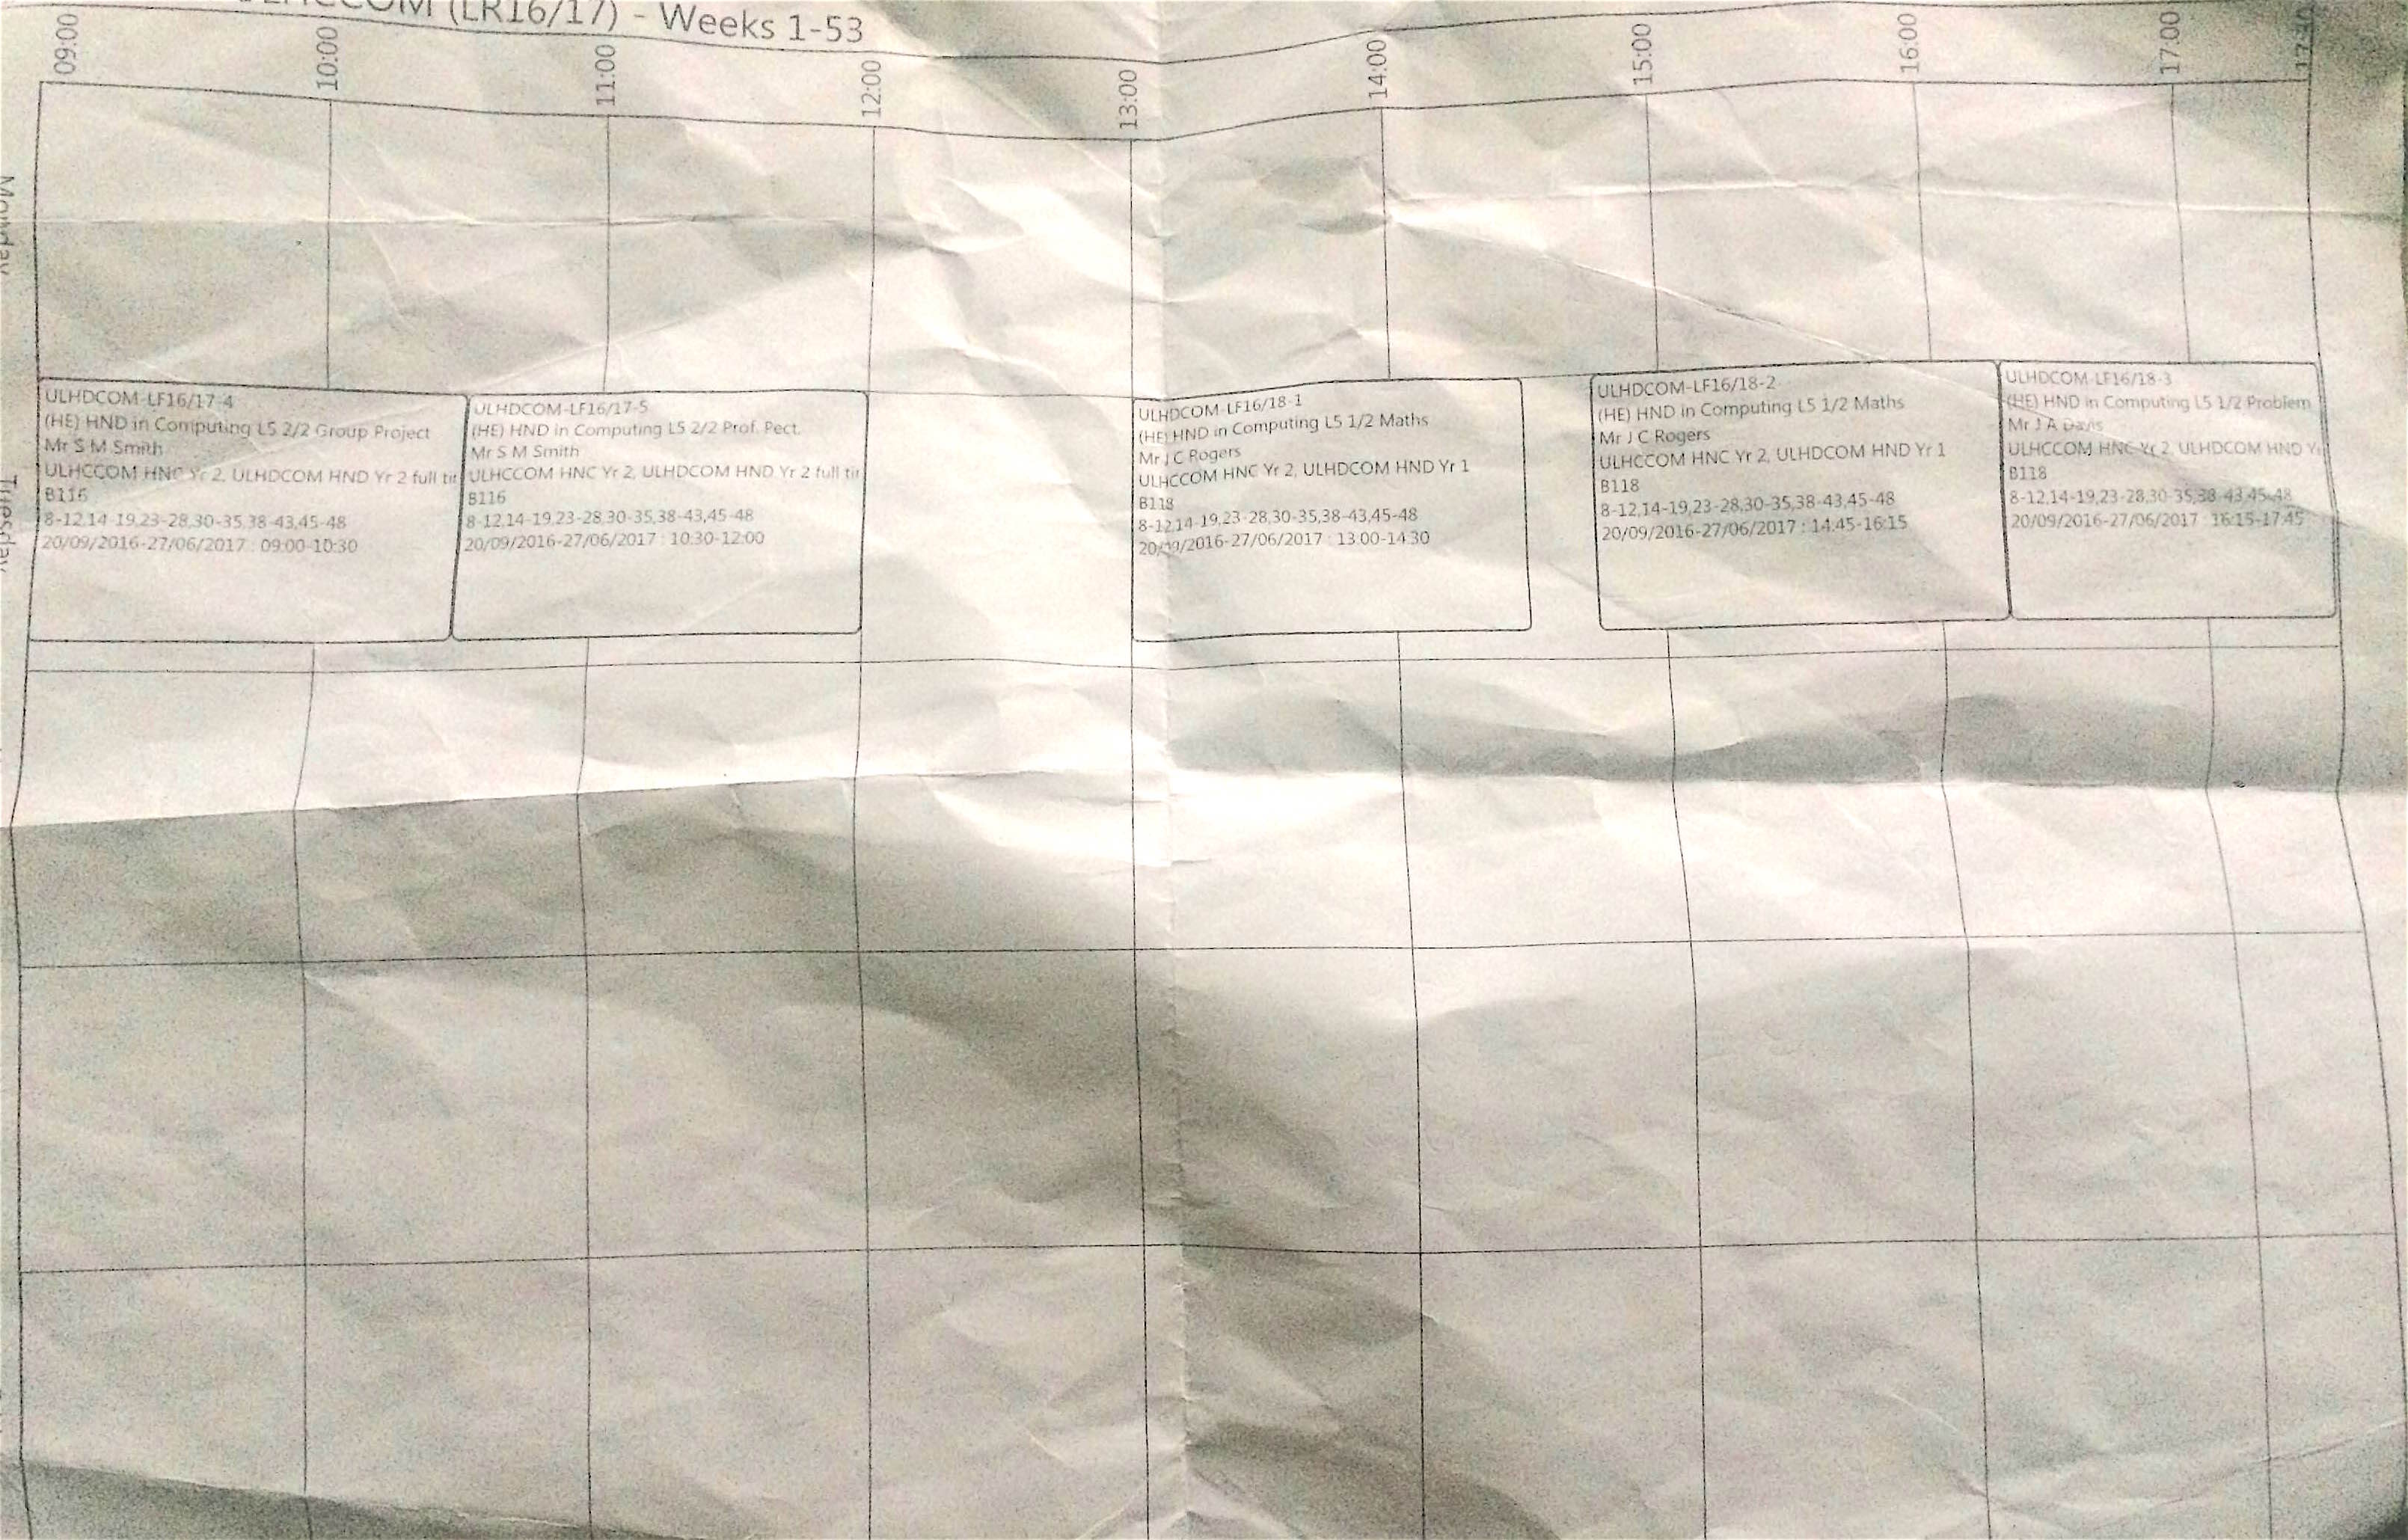 ULHCCOM (LR16/17) - Weeks 1-53
09:00 10:00 11:00 12:00 13:00 14:00 15:00 16:00 17:00 17:30
Monday
Tuesday
ULHDCOM-LF16/17-4
(HE) HND in Computing L5 2/2 Group Project
Mr S M Smith
ULHCCOM HNC Yr 2, ULHDCOM HND Yr 2 full tir
B116
8-12,14-19,23-28,30-35,38-43,45-48
20/09/2016-27/06/2017 : 09:00-10:30
ULHDCOM-LF16/17-5
(HE) HND in Computing L5 2/2 Prof. Pect.
Mr S M Smith
ULHCCOM HNC Yr 2, ULHDCOM HND Yr 2 full tir
B116
8-12,14-19,23-28,30-35,38-43,45-48
20/09/2016-27/06/2017 : 10:30-12:00
ULHDCOM-LF16/18-1
(HE) HND in Computing L5 1/2 Maths
Mr J C Rogers
ULHCCOM HNC Yr 2, ULHDCOM HND Yr 1
B118
8-12,14-19,23-28,30-35,38-43,45-48
20/09/2016-27/06/2017 : 13:00-14:30
ULHDCOM-LF16/18-2
(HE) HND in Computing L5 1/2 Maths
Mr J C Rogers
ULHCCOM HNC Yr 2, ULHDCOM HND Yr 1
B118
8-12,14-19,23-28,30-35,38-43,45-48
20/09/2016-27/06/2017 : 14:45-16:15
ULHDCOM-LF16/18-3
(HE) HND in Computing L5 1/2 Problem
Mr J A Davis
ULHCCOM HNC Yr 2, ULHDCOM HND Y
B118
8-12,14-19,23-28,30-35,38-43,45-48
20/09/2016-27/06/2017 : 16:15-17:45